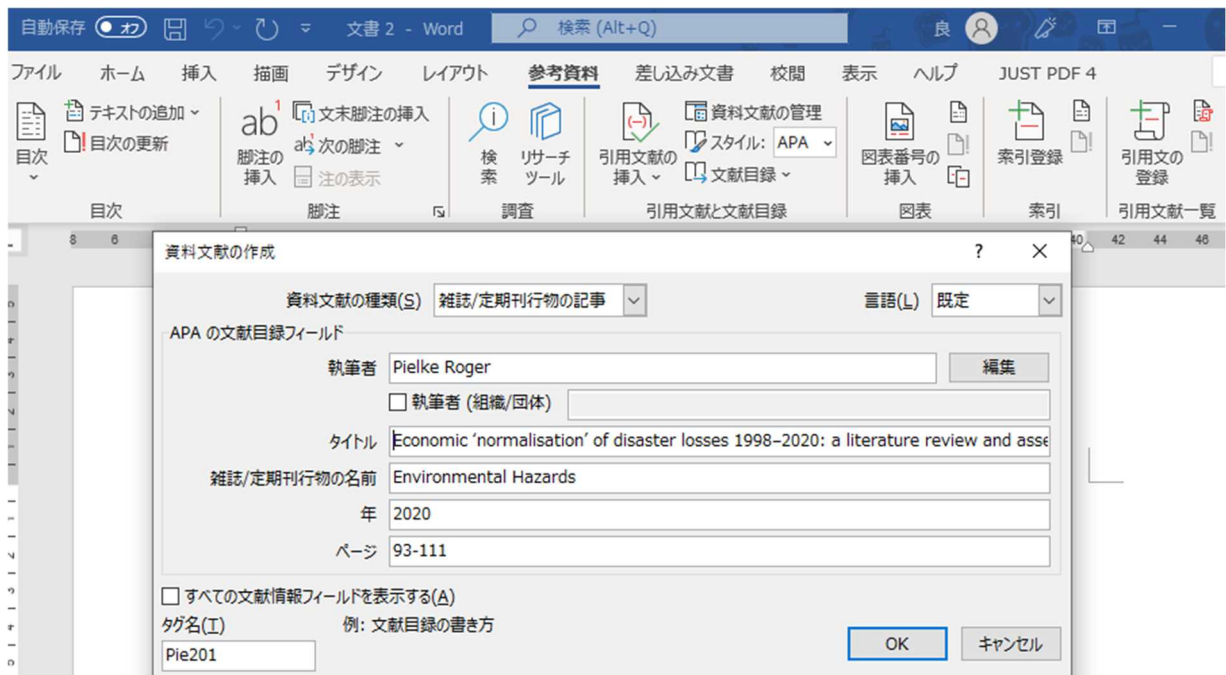 自動保存 オフ 文書 2 - Word 検索 (Alt+Q) 良
ファイル ホーム 挿入 描画 デザイン レイアウト 参考資料 差し込み文書 校閲 表示 ヘルプ JUST PDF 4
目次
テキストの追加
目次の更新
目次
ab1
脚注の
挿入
文末脚注の挿入
次の脚注
注の表示
脚注
検
索
リサーチ
ツール
調査
引用文献の
挿入
資料文献の管理
スタイル: APA
文献目録
引用文献と文献目録
図表番号の
挿入
図表
索引登録
索引
引用文の
登録
引用文献一覧
8 6 40 42 44 46
資料文献の作成 ?
資料文献の種類(S) 雑誌/定期刊行物の記事 言語(L) 既定
APA の文献目録フィールド
執筆者 Pielke Roger 編集
執筆者 (組織/団体)
タイトル Economic ‘normalisation’ of disaster losses 1998–2020: a literature review and asse
雑誌/定期刊行物の名前 Environmental Hazards
年 2020
ページ 93-111
すべての文献情報フィールドを表示する(A)
タグ名(T) 例: 文献目録の書き方
Pie201
OK キャンセル